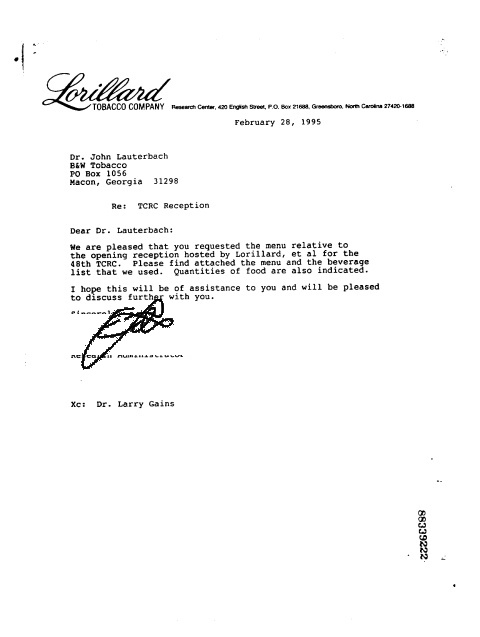 Lorillard
TOBACCO COMPANY Research Center, 420 English Street, P.O. Box 21688, Greensboro, North Carolina 27420-1688
February 28, 1995
Dr. John Lauterbach
B&W Tobacco
PO Box 1056
Macon, Georgia 31298
Re: TCRC Reception
Dear Dr. Lauterbach:
We are pleased that you requested the menu relative to
the opening reception hosted by Lorillard, et al for the
48th TCRC. Please find attached the menu and the beverage
list that we used. Quantities of food are also indicated.
I hope this will be of assistance to you and will be pleased
to discuss further with you.
Xc: Dr. Larry Gains
88339222